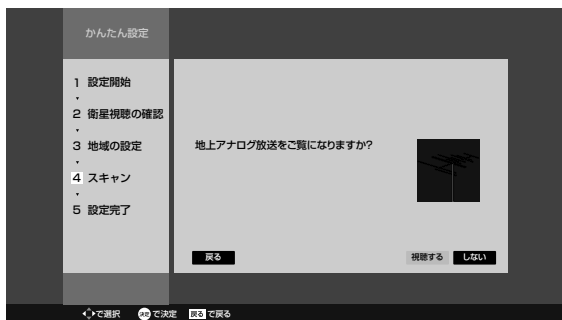 かんたん設定
1 設定開始
2 衛星視聴の確認
3 地域の設定
4 スキャン
5 設定完了
地上アナログ放送をご覧になりますか?
戻る 視聴する しない
で選択 決定 で決定 戻る で戻る